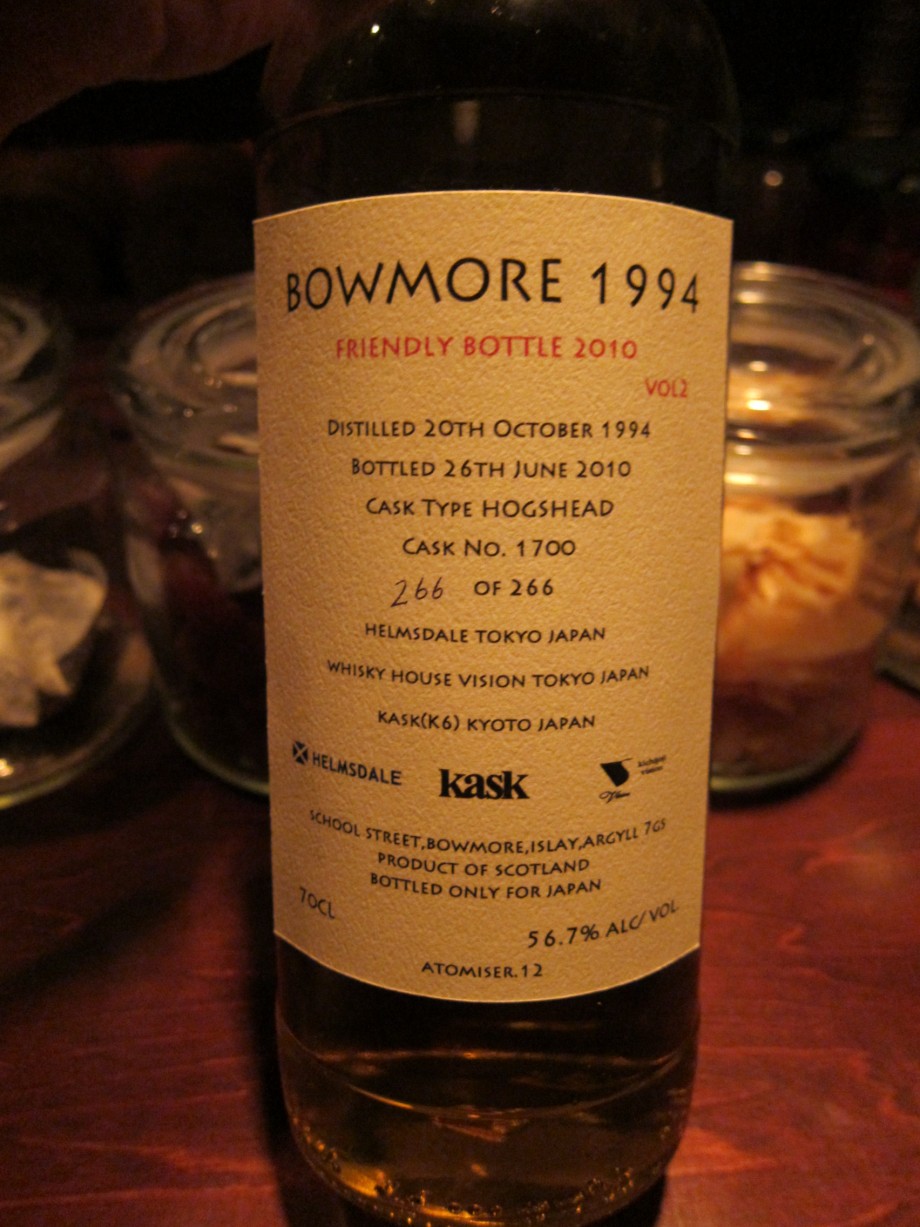 BOWMORE 1994
FRIENDLY BOTTLE 2010
VOL2
DISTILLED 20TH OCTOBER 1994
BOTTLED 26TH JUNE 2010
CASK TYPE HOGSHEAD
CASK NO. 1700
266 OF 266
HELMSDALE TOKYO JAPAN
WHISKY HOUSE VISION TOKYO JAPAN
KASK(K6) KYOTO JAPAN
HELMSDALE
kask
vision
SCHOOL STREET,BOWMORE,ISLAY,ARGYLL 7GS
PRODUCT OF SCOTLAND
BOTTLED ONLY FOR JAPAN
70CL
56.7% ALC/VOL
ATOMISER.12